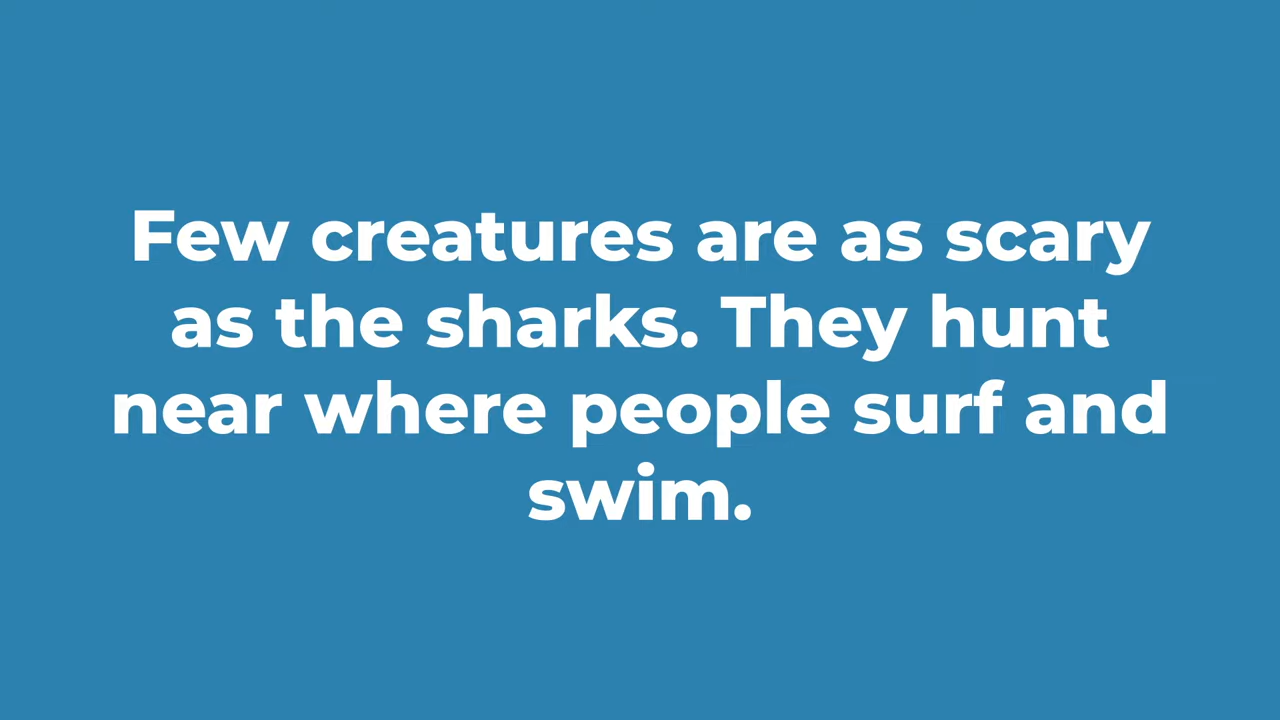 Few creatures are as scary
as the sharks. They hunt
near where people surf and
swim.